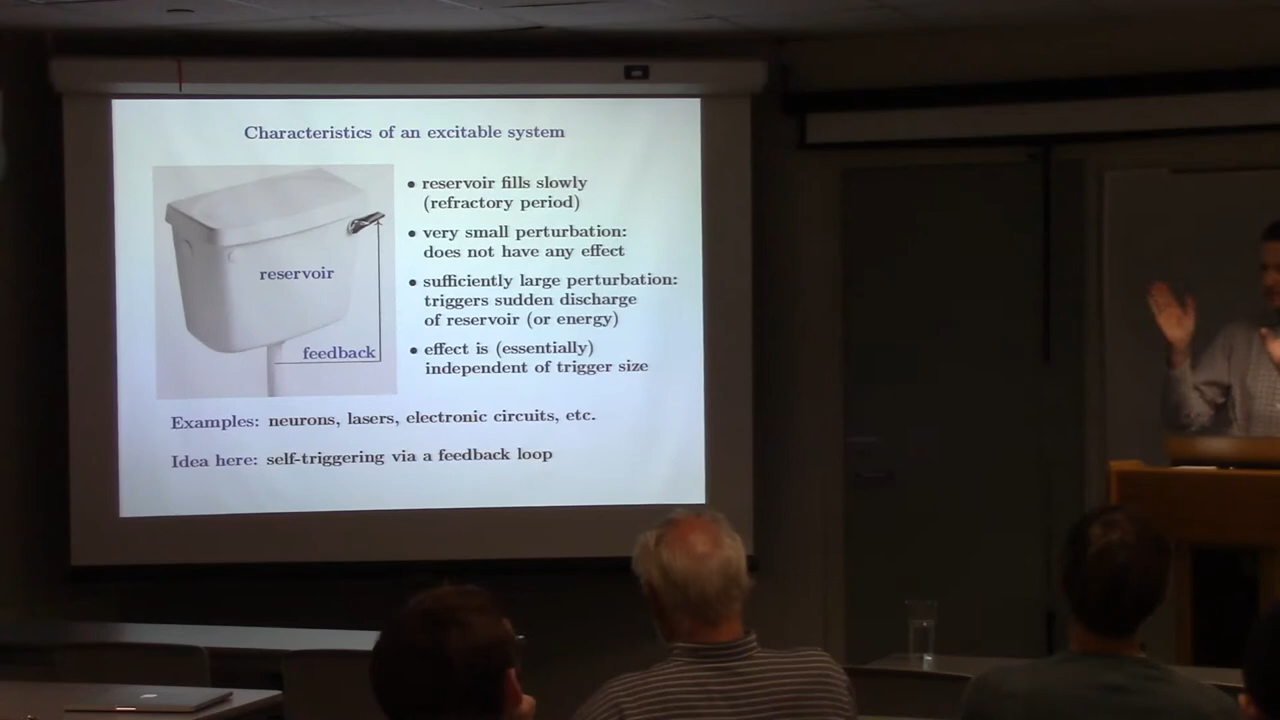 Characteristics of an excitable system
reservoir
feedback
• reservoir fills slowly
(refractory period)
• very small perturbation:
does not have any effect
• sufficiently large perturbation:
triggers sudden discharge
of reservoir (or energy)
• effect is (essentially)
independent of trigger size
Examples: neurons, lasers, electronic circuits, etc.
Idea here: self-triggering via a feedback loop